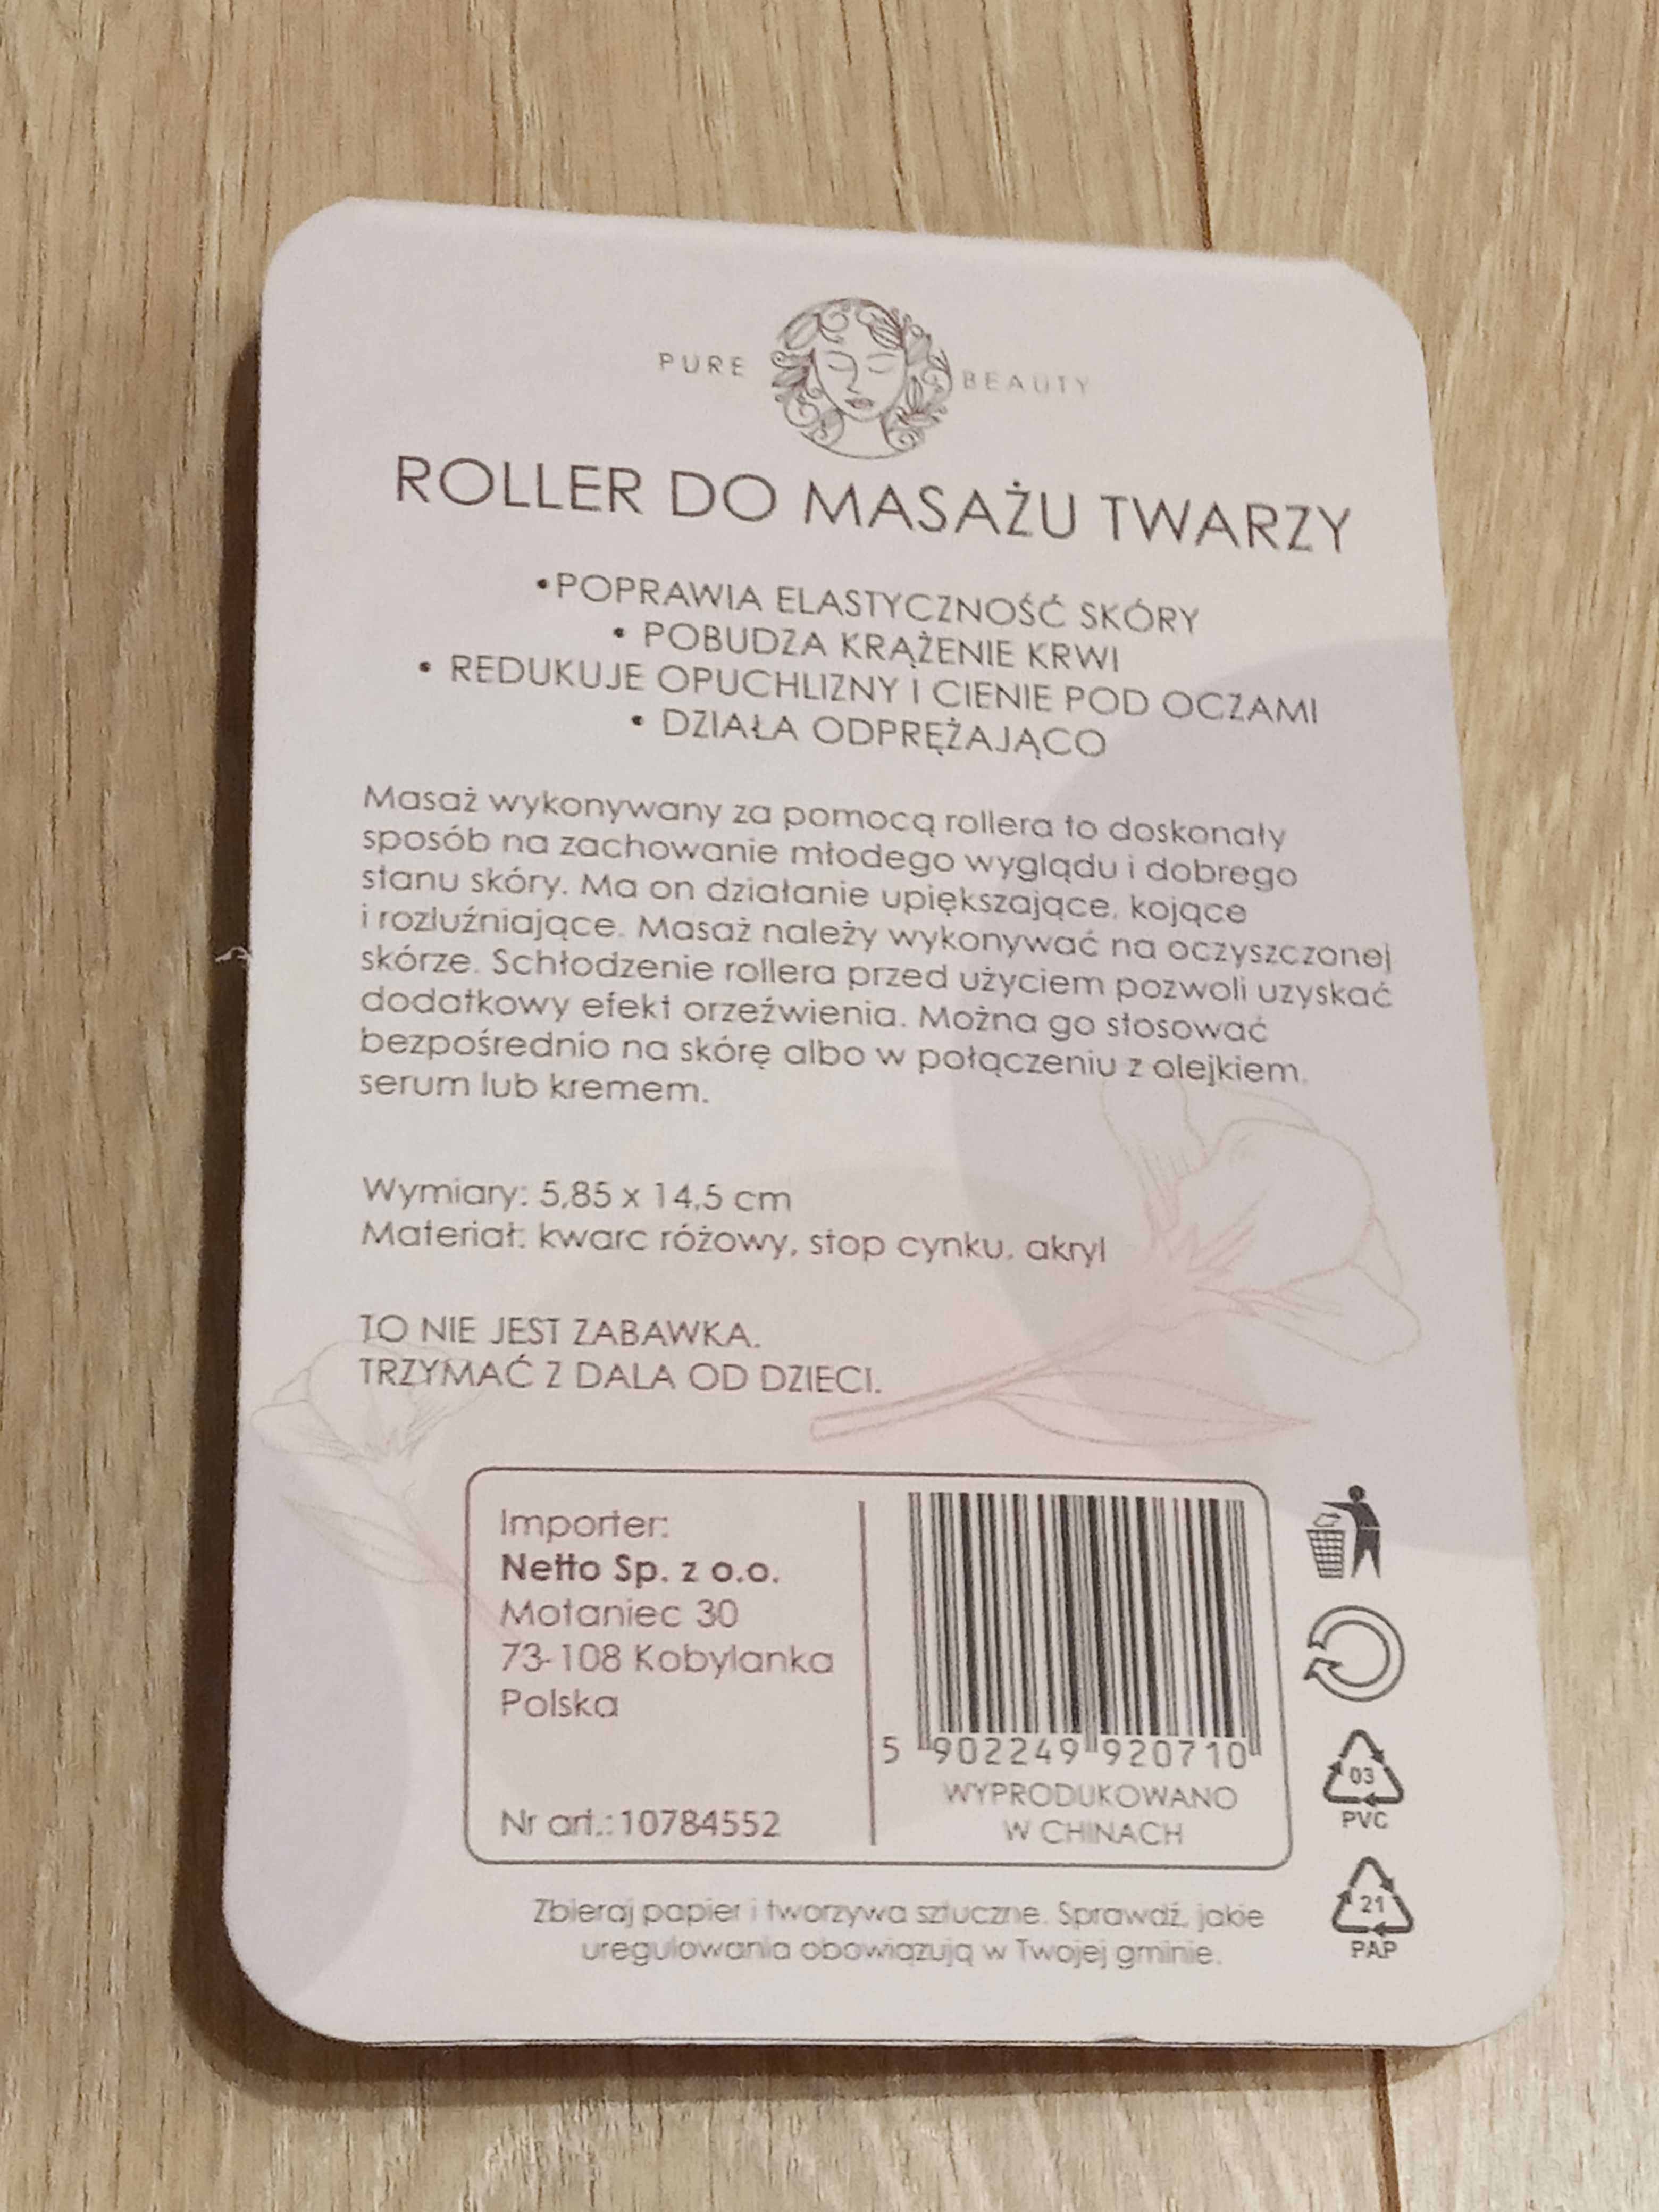 PURE BEAUTY
ROLLER DO MASAŻU TWARZY
•POPRAWIA ELASTYCZNOŚĆ SKÓRY
• POBUDZA KRĄŻENIE KRWI
• REDUKUJE OPUCHLIZNY I CIENIE POD OCZAMI
• DZIAŁA ODPRĘŻAJĄCO
Masaż wykonywany za pomocą rollera to doskonały
sposób na zachowanie młodego wyglądu i dobrego
stanu skóry. Ma on działanie upiększające, kojące
i rozluźniające. Masaż należy wykonywać na oczyszczonej
skórze. Schłodzenie rollera przed użyciem pozwoli uzyskać
dodatkowy efekt orzeźwienia. Można go stosować
bezpośrednio na skórę albo w połączeniu z olejkiem,
serum lub kremem.
Wymiary: 5,85 x 14,5 cm
Materiał: kwarc różowy, stop cynku, akryl
TO NIE JEST ZABAWKA.
TRZYMAĆ Z DALA OD DZIECI.
Importer:
Netto Sp. z o.o.
Motaniec 30
73-108 Kobylanka
Polska
Nr art.:10784552
5 902249 920710
WYPRODUKOWANO
W CHINACH
03
PVC
21
PAP
Zbieraj papier i tworzywa sztuczne. Sprawdź, jakie
uregulowania obowiązują w Twojej gminie.